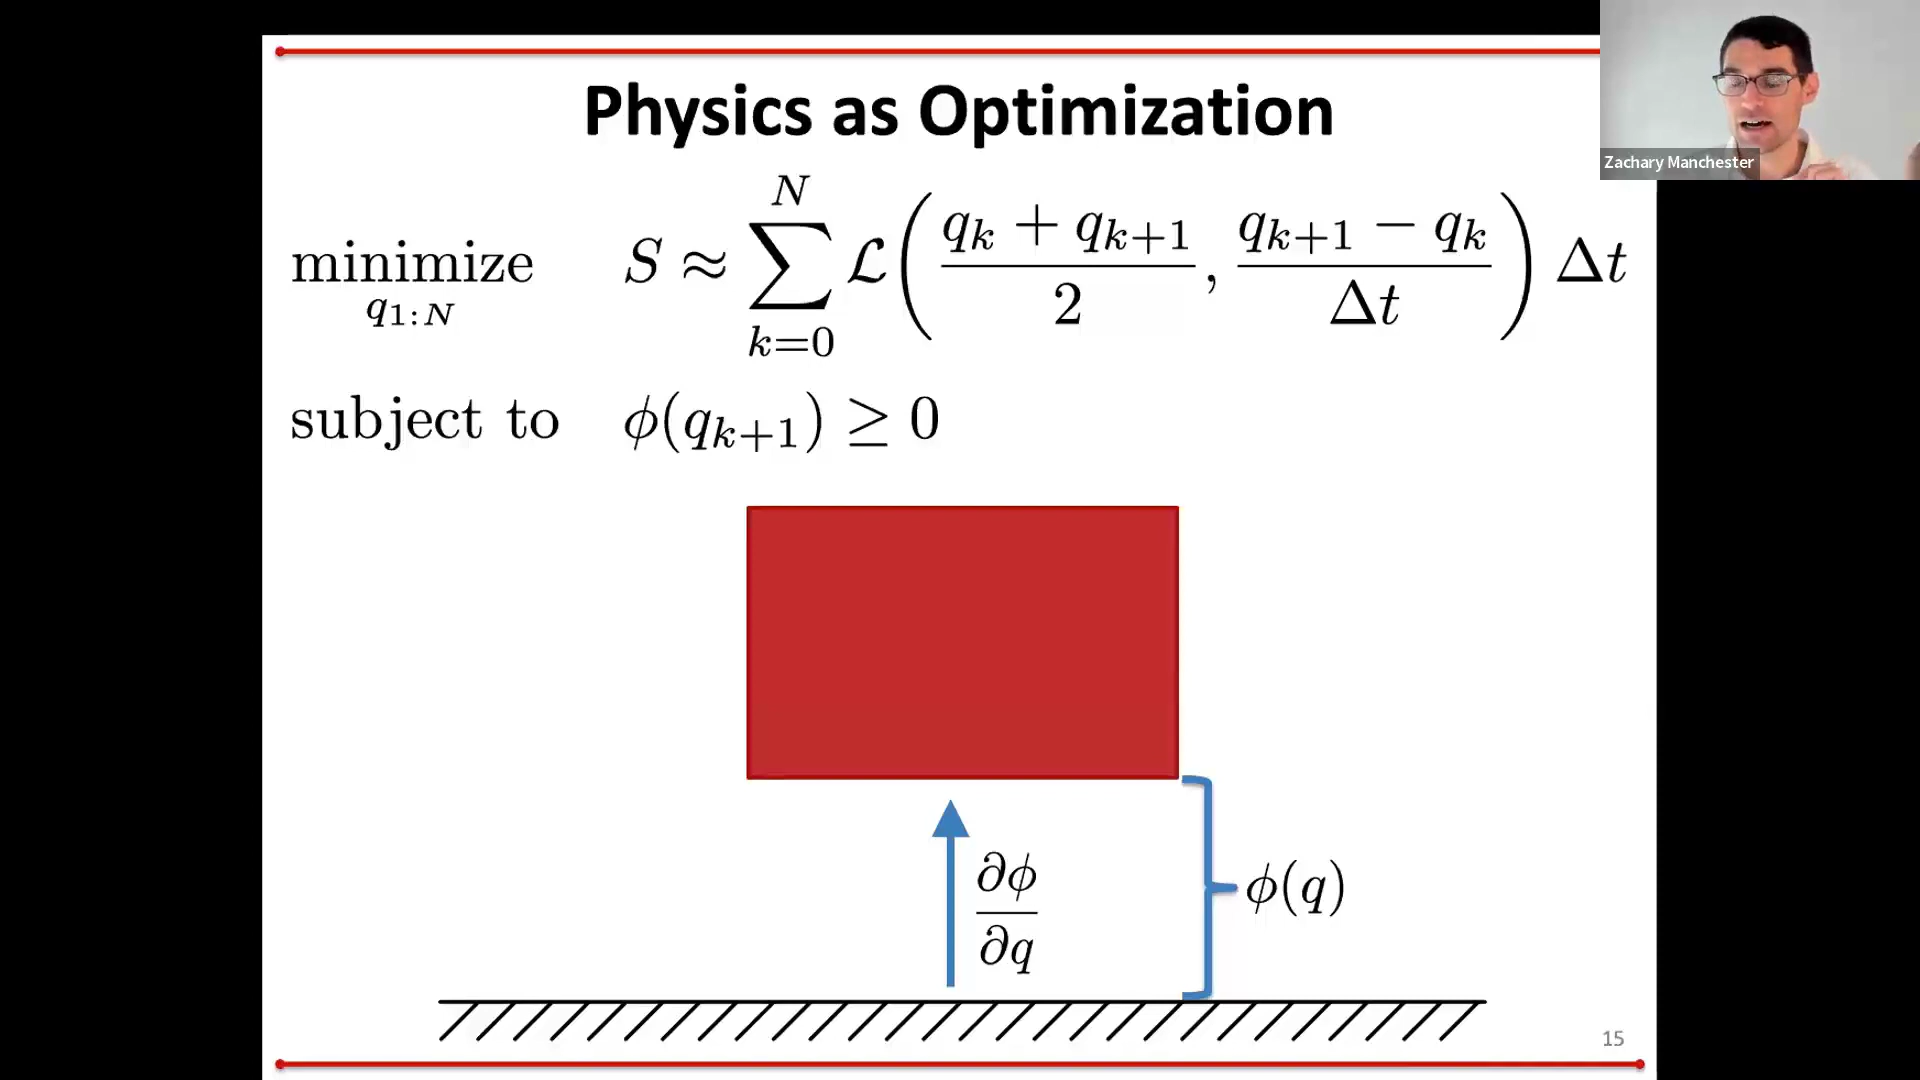 Physics as Optimization
Zachary Manchester
minimize S ≈ ∑ ℒ( (q_k + q_{k+1})/2 , (q_{k+1} − q_k)/Δt ) Δt
q_{1:N} N k=0
subject to ϕ(q_{k+1}) ≥ 0
∂ϕ/∂q
ϕ(q)
15